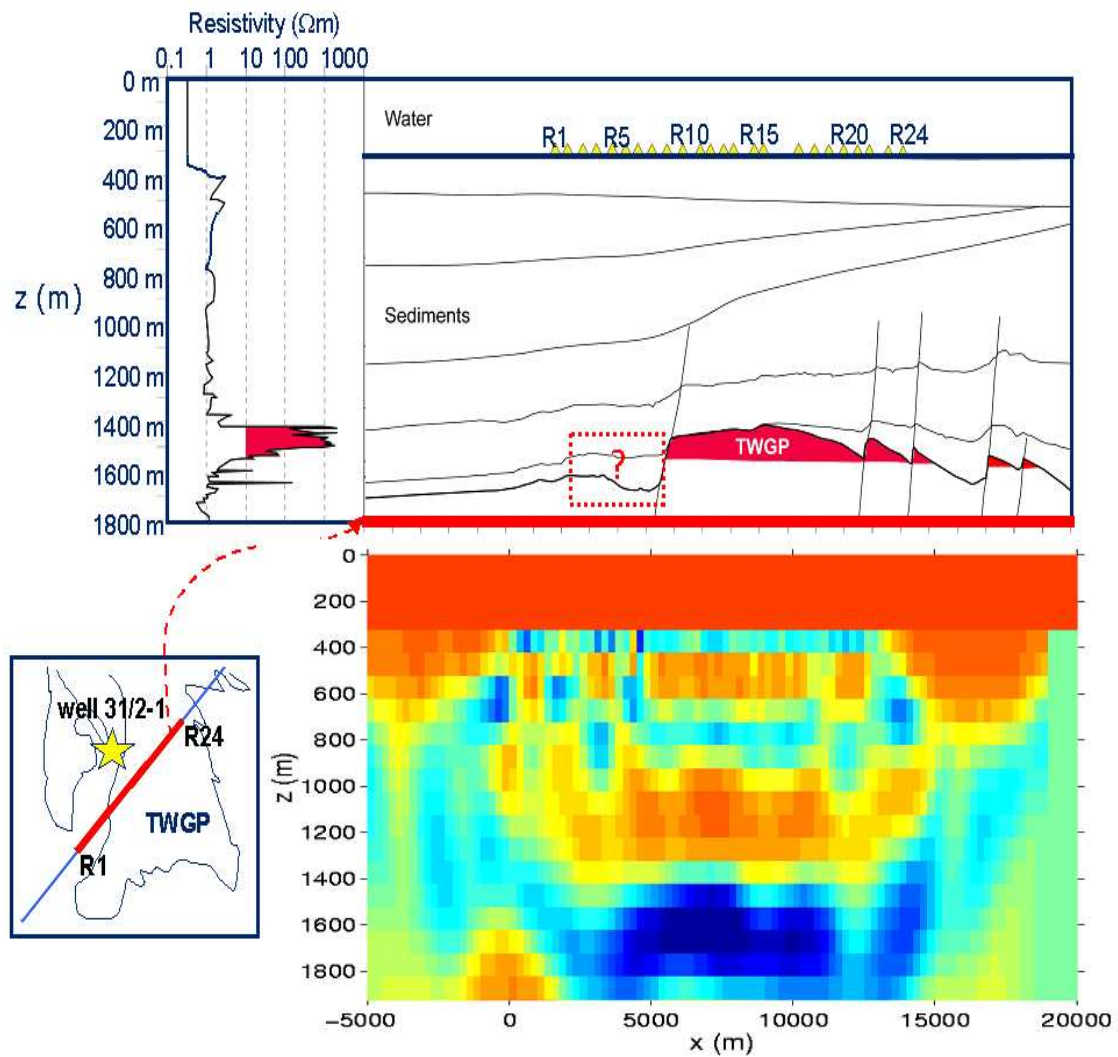 Resistivity (Ωm)
0.1 1 10 100 1000
0 m
200 m
400 m
600 m
800 m
1000 m
1200 m
1400 m
1600 m
1800 m
z (m)
Water
R1 R5 R10 R15 R20 R24
Sediments
TWGP
?
well 31/2-1
R24
TWGP
R1
0
200
400
600
800
1000
1200
1400
1600
1800
z (m)
−5000 0 5000 10000 15000 20000
x (m)